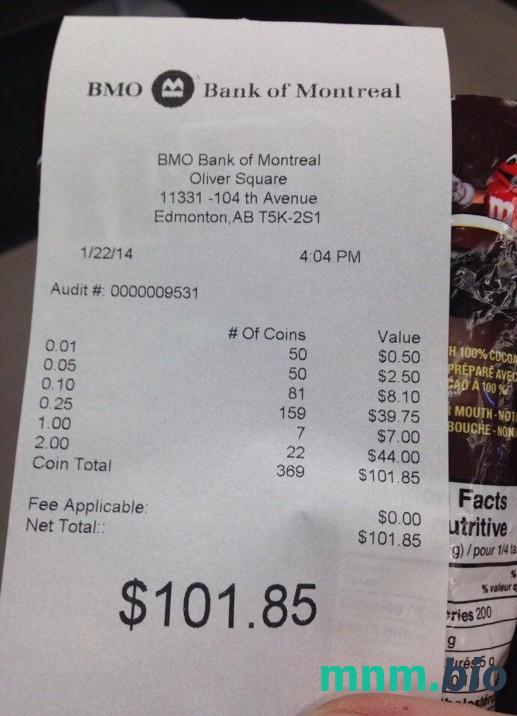 BMO Bank of Montreal
BMO Bank of Montreal
Oliver Square
11331 -104 th Avenue
Edmonton,AB T5K-2S1
1/22/14 4:04 PM
Audit #: 0000009531
# Of Coins Value
0.01 50 $0.50
0.05 50 $2.50
0.10 81 $8.10
0.25 159 $39.75
1.00 7 $7.00
2.00 22 $44.00
Coin Total 369 $101.85
Fee Applicable: $0.00
Net Total:: $101.85
$101.85
m
100% COCOA
PRÉPARÉ AVEC
CAO À 100 %
MOUTH - NOT
BOUCHE - NON
Facts
utritive
g) / pour 1/4 ta
%
% valeur q
ries 200
g
mnm.bio